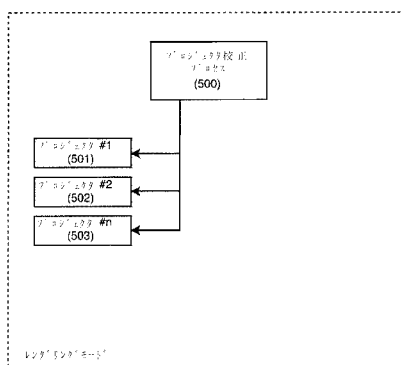 プロジェクタ校正
プロセス
(500)
プロジェクタ #1
(501)
プロジェクタ #2
(502)
プロジェクタ #n
(503)
レンダリングモード